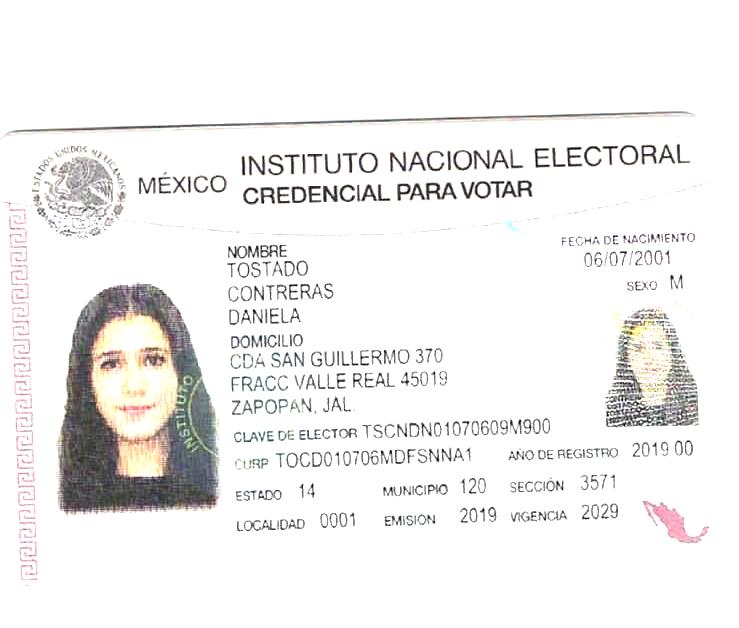 ESTADOS UNIDOS MEXICANOS
MÉXICO INSTITUTO NACIONAL ELECTORAL
CREDENCIAL PARA VOTAR
NOMBRE
TOSTADO
CONTRERAS
DANIELA
FECHA DE NACIMIENTO
06/07/2001
SEXO M
DOMICILIO
CDA SAN GUILLERMO 370
FRACC VALLE REAL 45019
ZAPOPAN, JAL.
CLAVE DE ELECTOR TSCNDN01070609M900
CURP TOCD010706MDFSNNA1 AÑO DE REGISTRO 2019 00
ESTADO 14 MUNICIPIO 120 SECCIÓN 3571
LOCALIDAD 0001 EMISIÓN 2019 VIGENCIA 2029
INSTITUTO